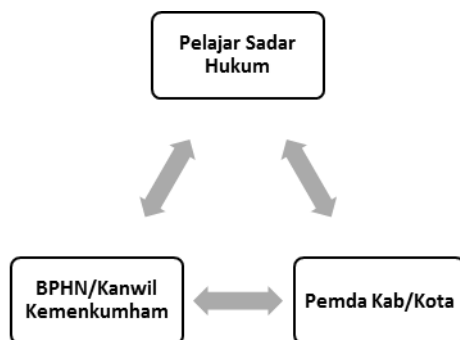 Pelajar Sadar
Hukum
BPHN/Kanwil
Kemenkumham
Pemda Kab/Kota